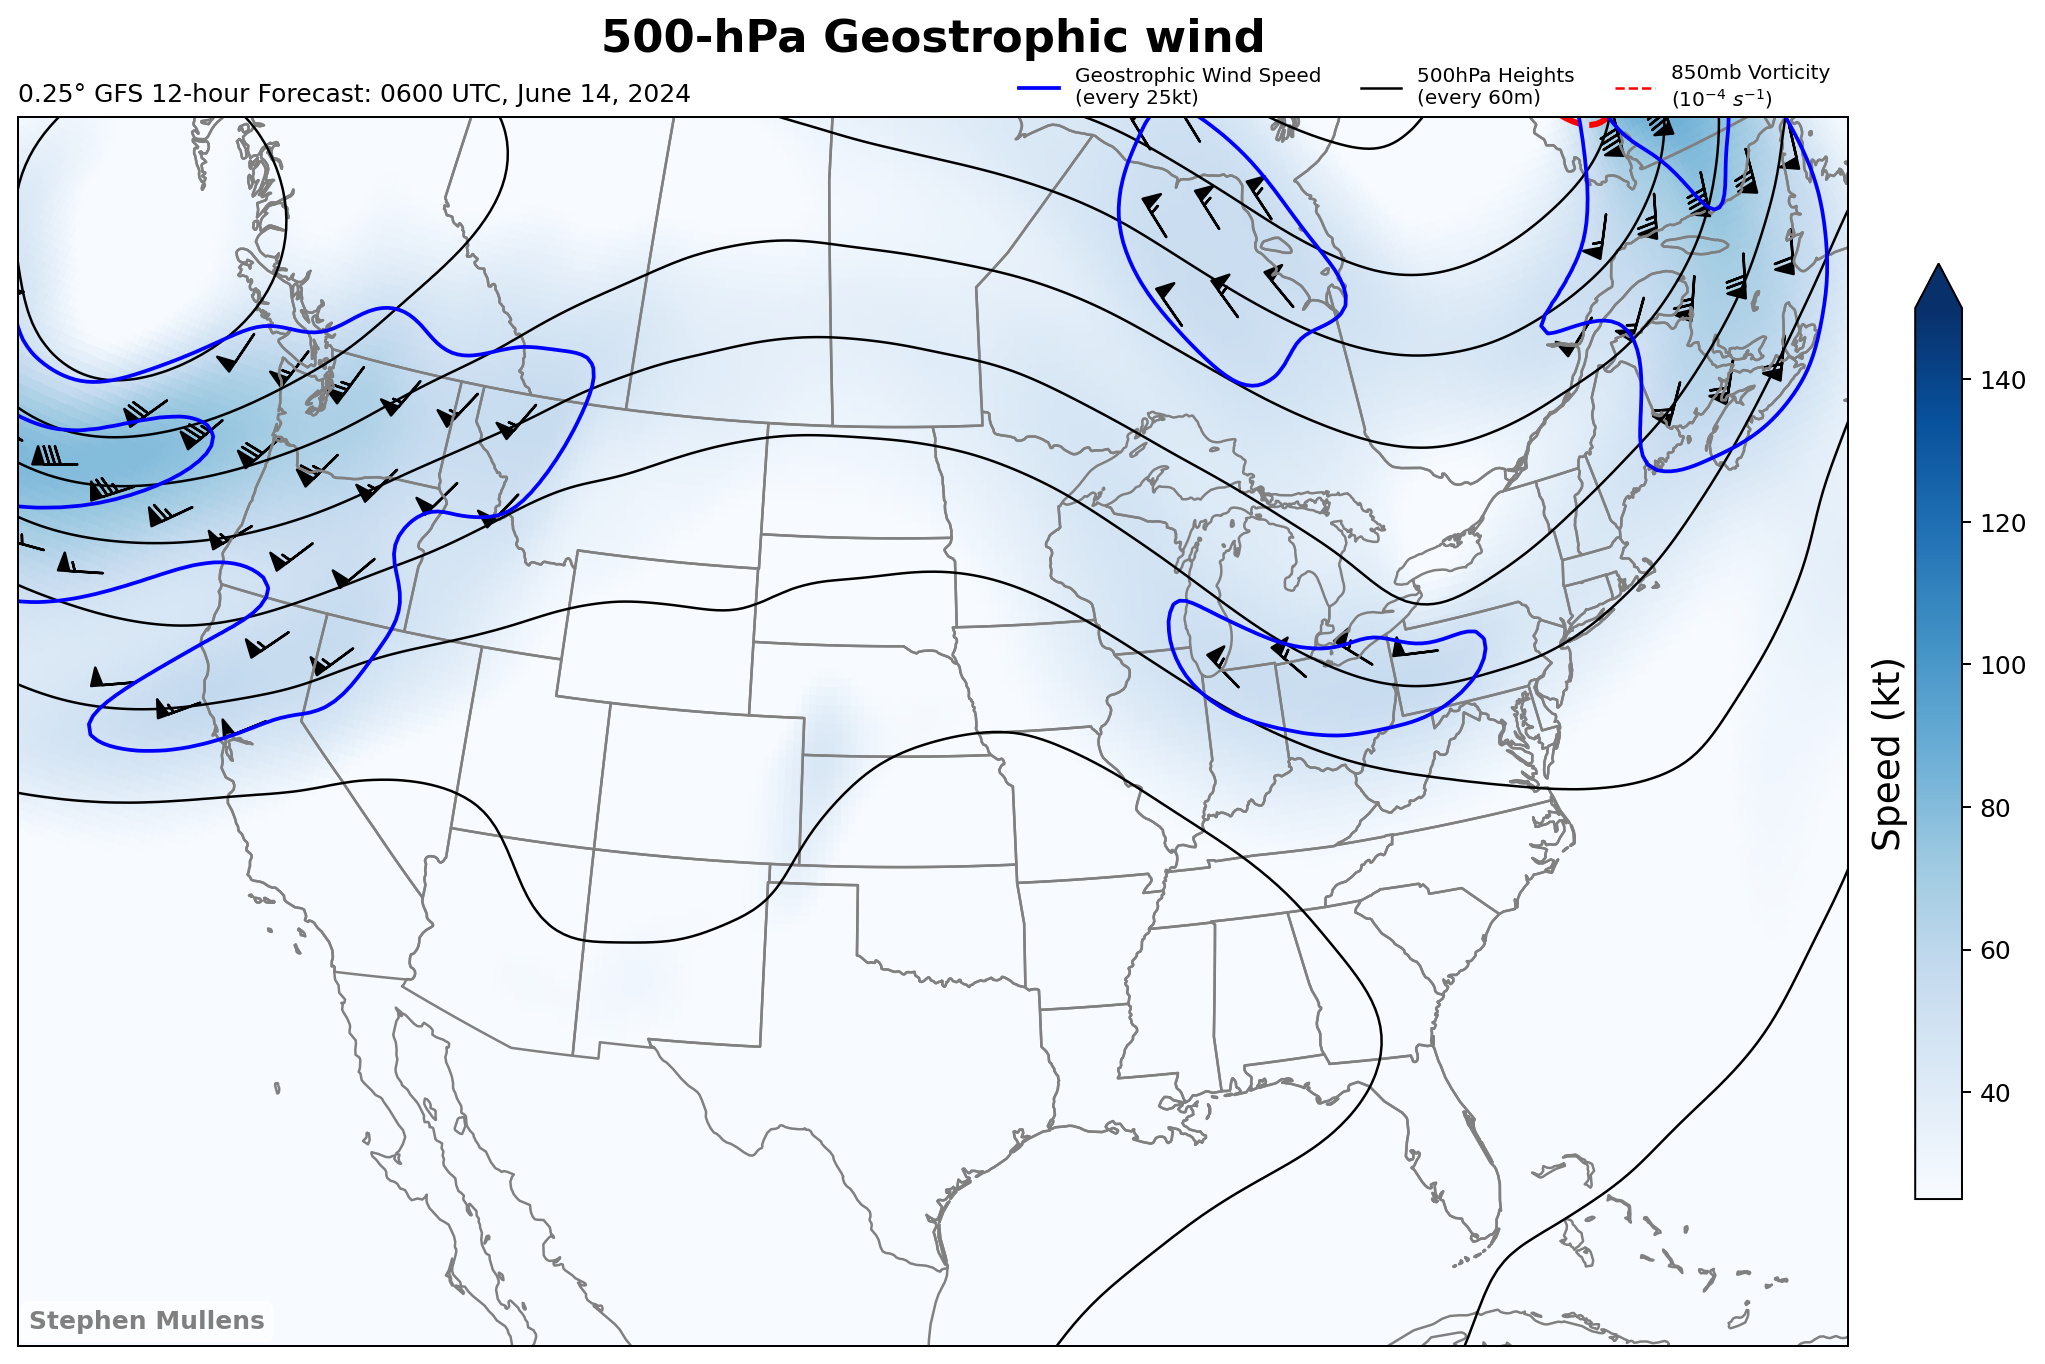 500-hPa Geostrophic wind
0.25° GFS 12-hour Forecast: 0600 UTC, June 14, 2024
Geostrophic Wind Speed
(every 25kt)
500hPa Heights
(every 60m)
850mb Vorticity
(10⁻⁴ s⁻¹)
140
120
100
80
60
40
Speed (kt)
Stephen Mullens